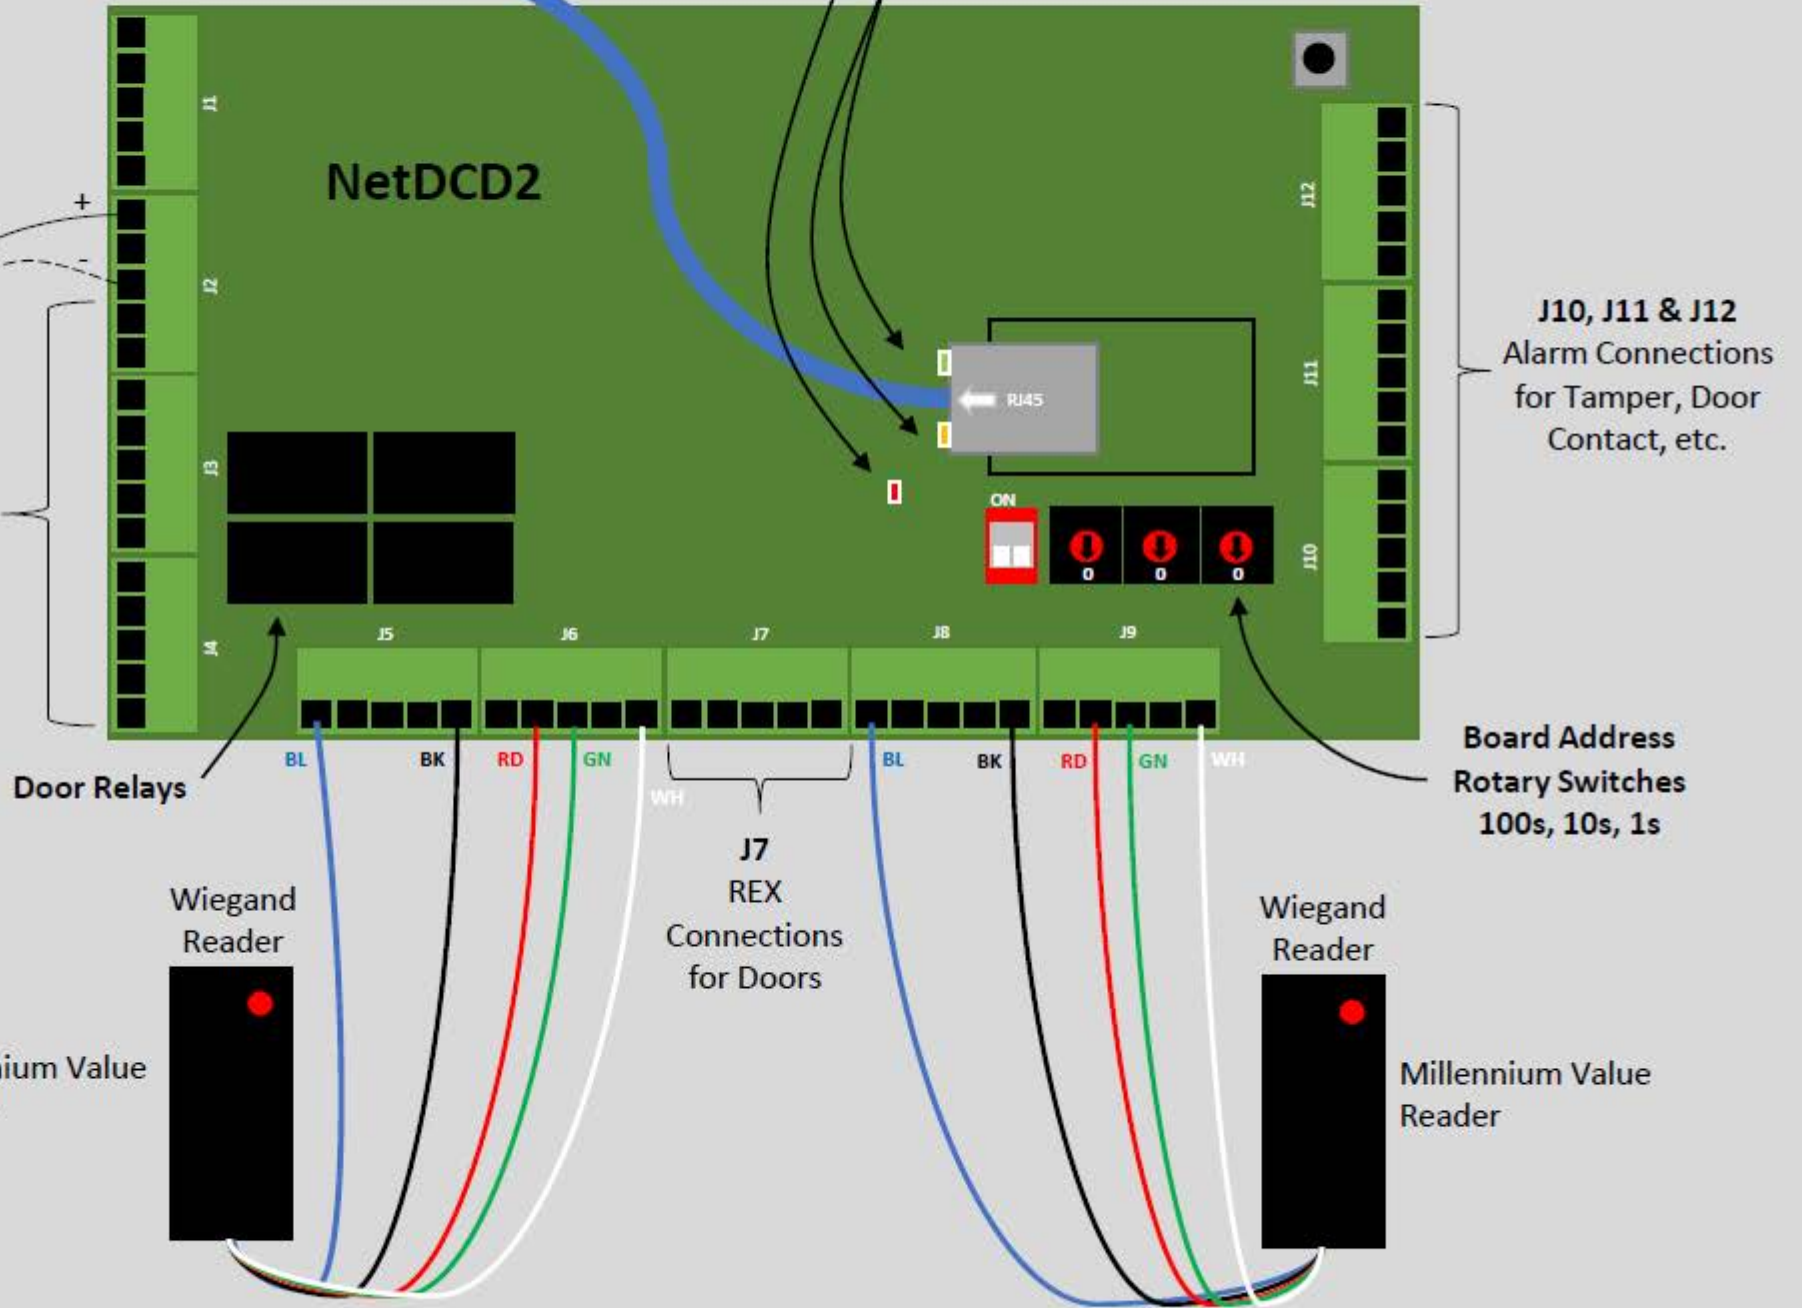 J1
NetDCD2
+
-
J2
J12
J10, J11 & J12
Alarm Connections
for Tamper, Door
Contact, etc.
J11
RJ45
J3
ON
0 0 0
J10
J4
J5 J6 J7 J8 J9
BL BK RD GN WH
BL BK RD GN WH
Door Relays
Board Address
Rotary Switches
100s, 10s, 1s
J7
REX
Connections
for Doors
Wiegand
Reader
Wiegand
Reader
Value
Millennium Value
Reader